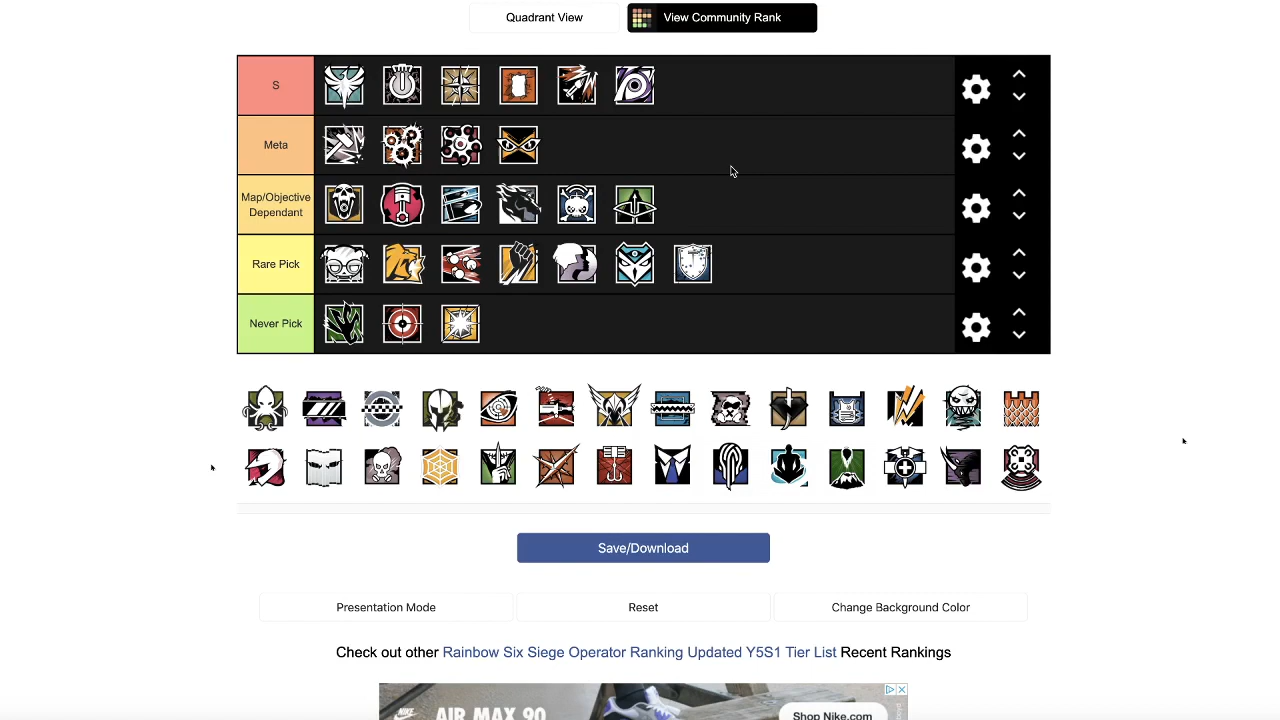 Quadrant View
View Community Rank
S
Meta
Map/Objective
Dependant
Rare Pick
Never Pick
Save/Download
Presentation Mode
Reset
Change Background Color
Check out other Rainbow Six Siege Operator Ranking Updated Y5S1 Tier List Recent Rankings
NIKE
AIR MAX 90
Shop Nike.com